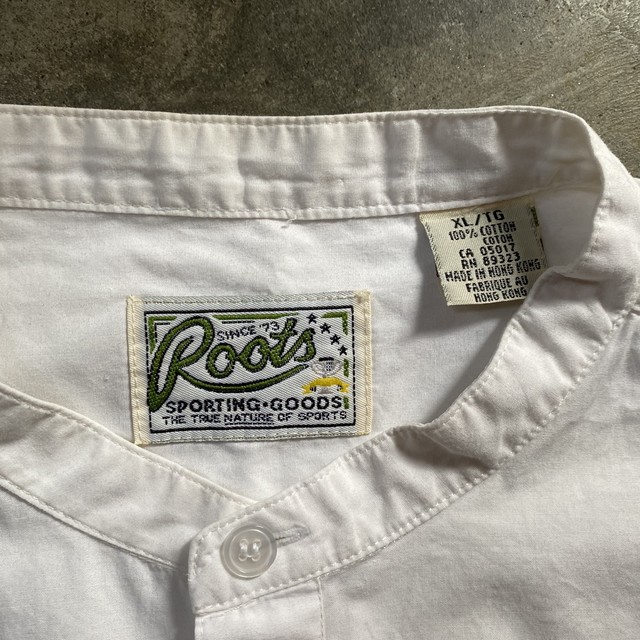 XL/TG
100% COTTON
COTON
CA 05017
RN 89323
MADE IN HONG KONG
FABRIQUE AU
HONG KONG
SINCE '73
Roots
SPORTING•GOODS
THE TRUE NATURE OF SPORTS